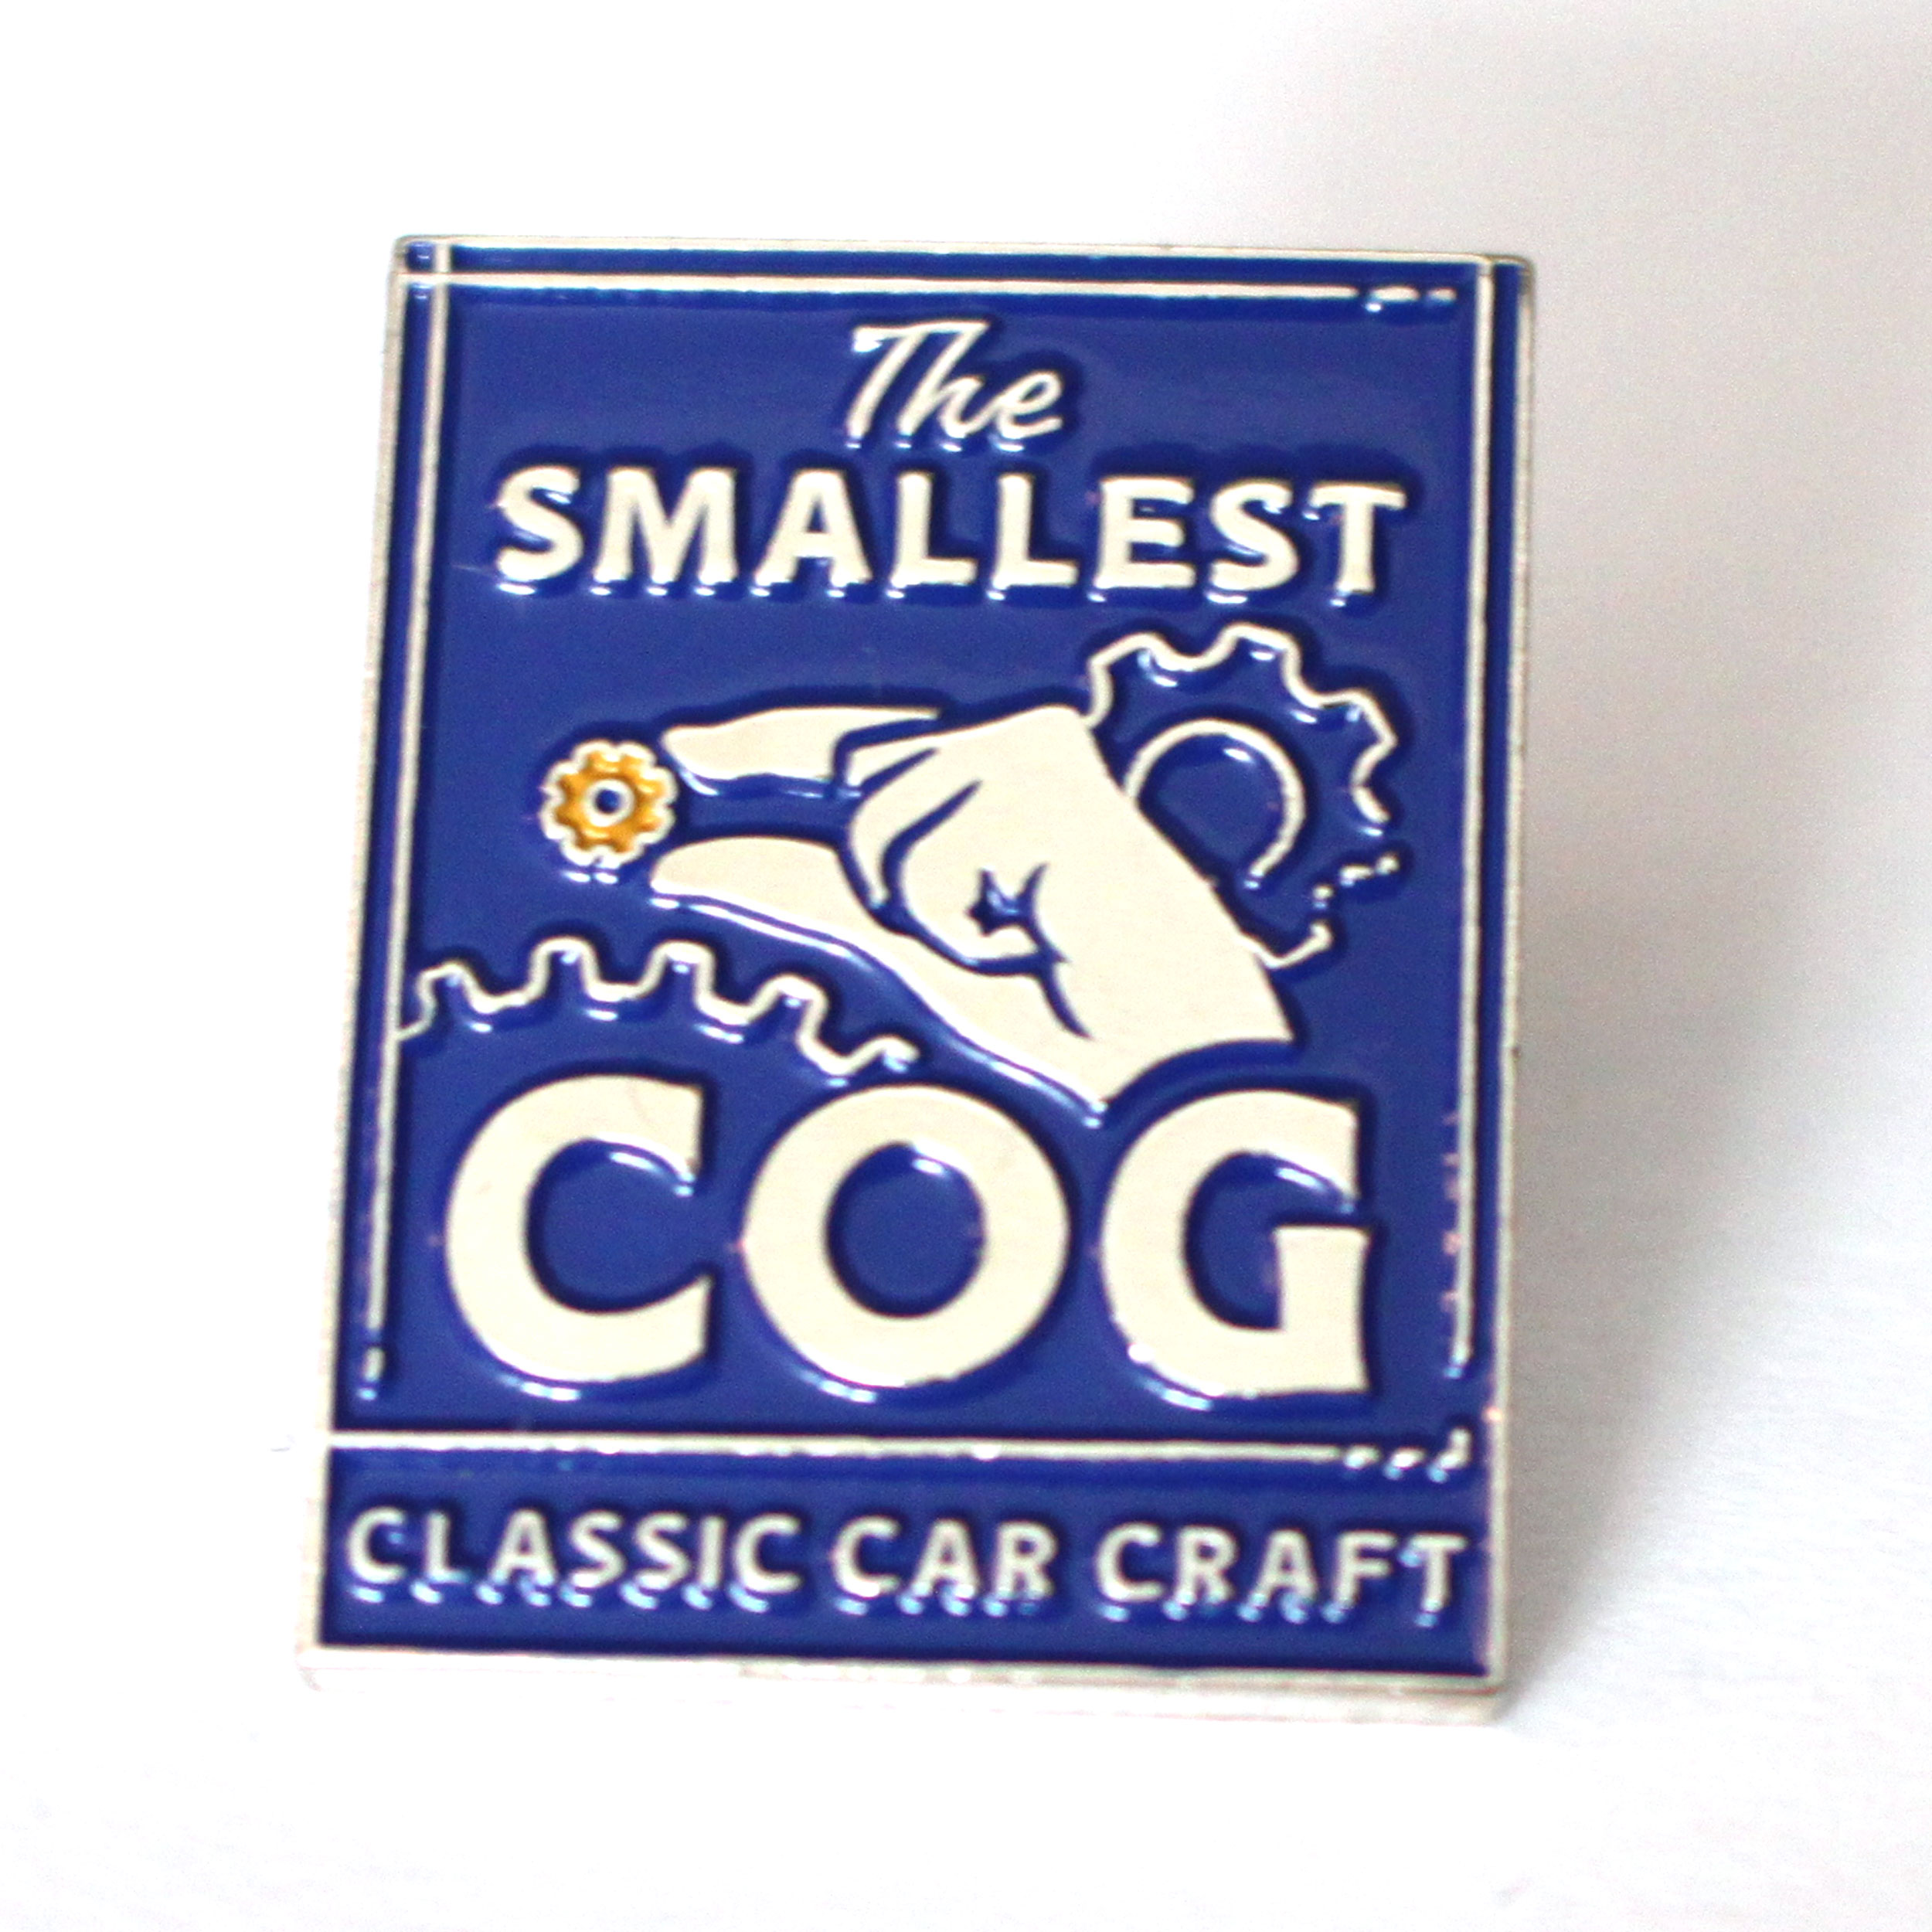 The
SMALLEST
COG
CLASSIC CAR CRAFT